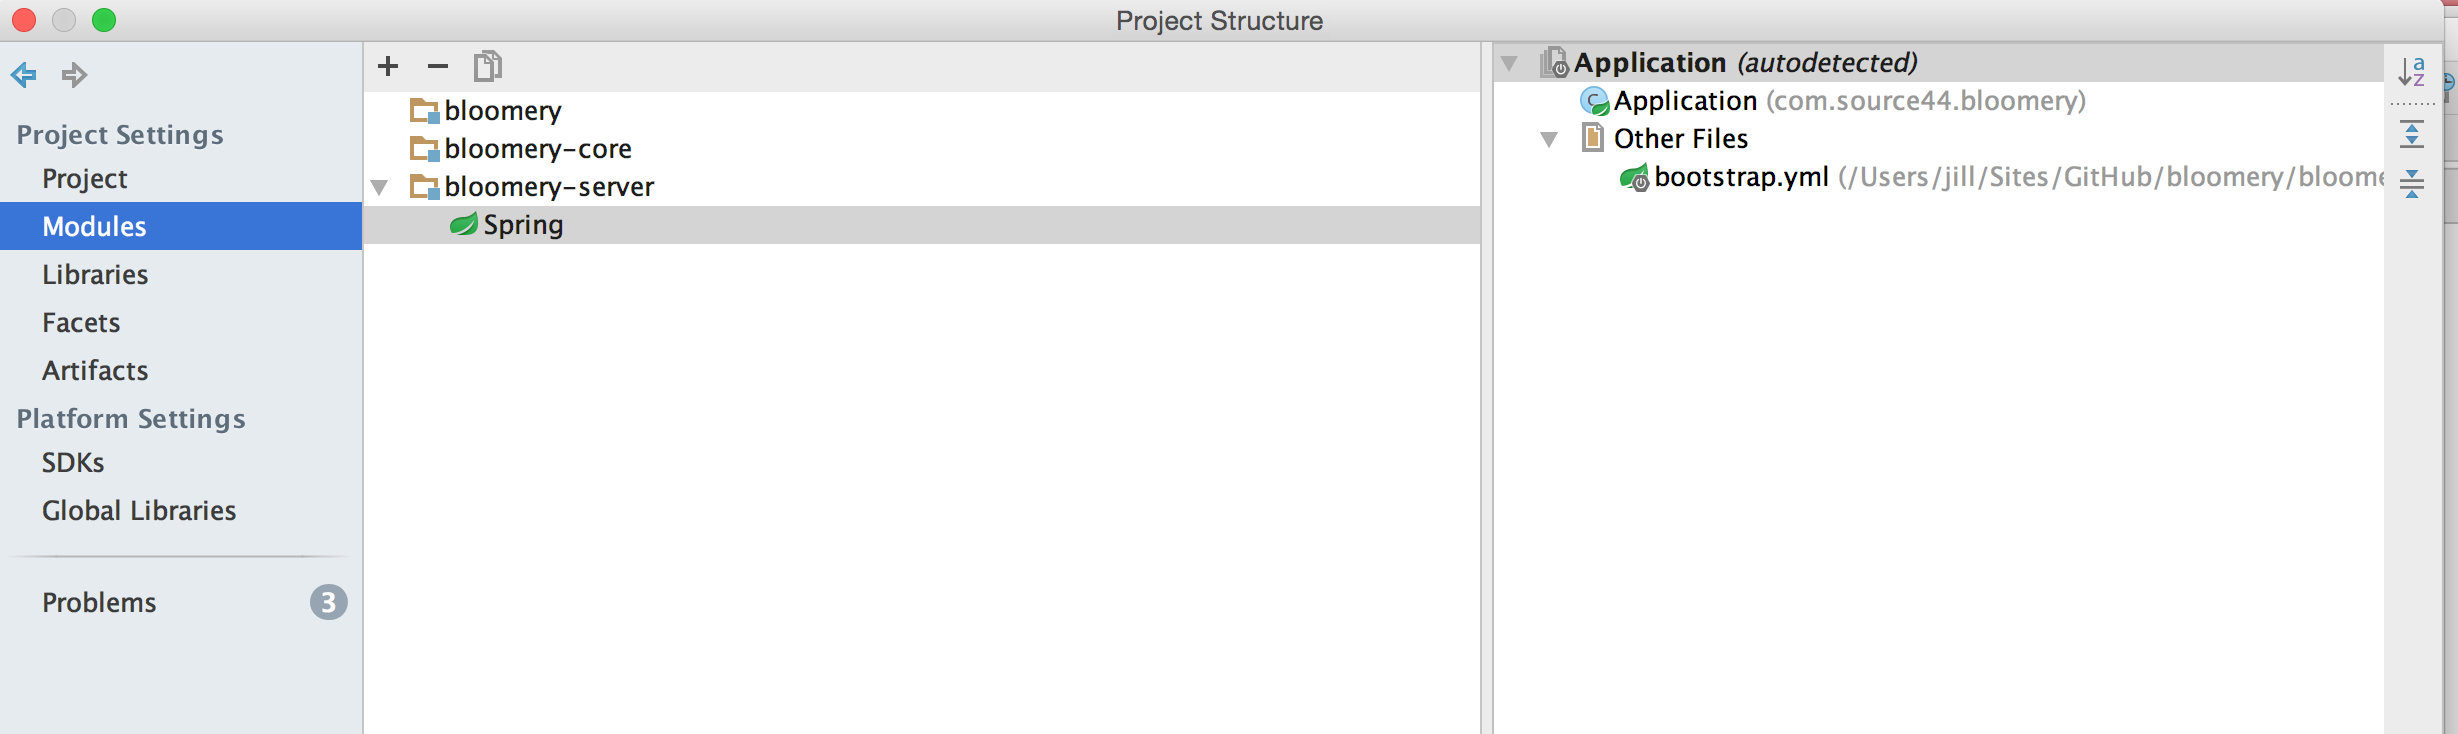 Project Structure
Project Settings
Project
Modules
Libraries
Facets
Artifacts
Platform Settings
SDKs
Global Libraries
Problems 3
bloomery
bloomery-core
bloomery-server
Spring
Application (autodetected)
Application (com.source44.bloomery)
Other Files
bootstrap.yml (/Users/jill/Sites/GitHub/bloomery/bloome
a
z